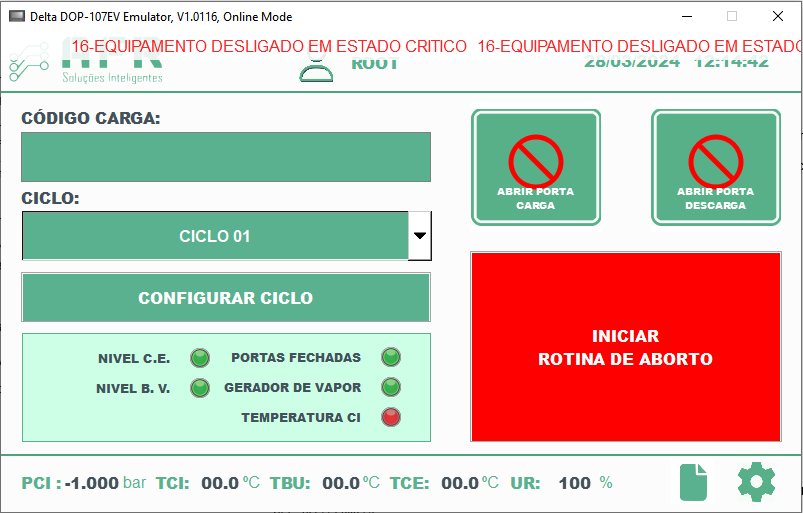 Delta DOP-107EV Emulator, V1.0116, Online Mode
16-EQUIPAMENTO DESLIGADO EM ESTADO CRITICO 16-EQUIPAMENTO DESLIGADO EM ESTADO
Soluções Inteligentes
ROOT
28/03/2024 12:14:42
CÓDIGO CARGA:
CICLO:
CICLO 01
CONFIGURAR CICLO
ABRIR PORTA
CARGA
ABRIR PORTA
DESCARGA
INICIAR
ROTINA DE ABORTO
NIVEL C.E.
PORTAS FECHADAS
NIVEL B. V.
GERADOR DE VAPOR
TEMPERATURA CI
PCI : -1.000 bar TCI: 00.0 ºC TBU: 00.0 ºC TCE: 00.0 ºC UR: 100 %